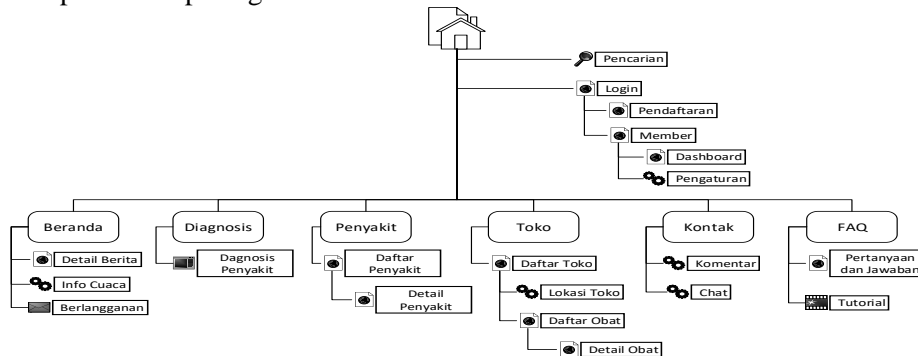 Pencarian
Login
Pendaftaran
Member
Dashboard
Pengaturan
Beranda
Diagnosis
Penyakit
Toko
Kontak
FAQ
Detail Berita
Info Cuaca
Berlangganan
Dagnosis
Penyakit
Daftar
Penyakit
Detail
Penyakit
Daftar Toko
Lokasi Toko
Daftar Obat
Detail Obat
Komentar
Chat
Pertanyaan
dan Jawaban
Tutorial